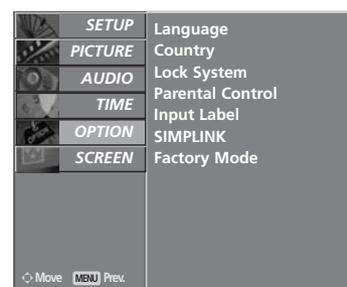 SETUP
PICTURE
AUDIO
TIME
OPTION
SCREEN
Move MENU Prev.
Language
Country
Lock System
Parental Control
Input Label
SIMPLINK
Factory Mode